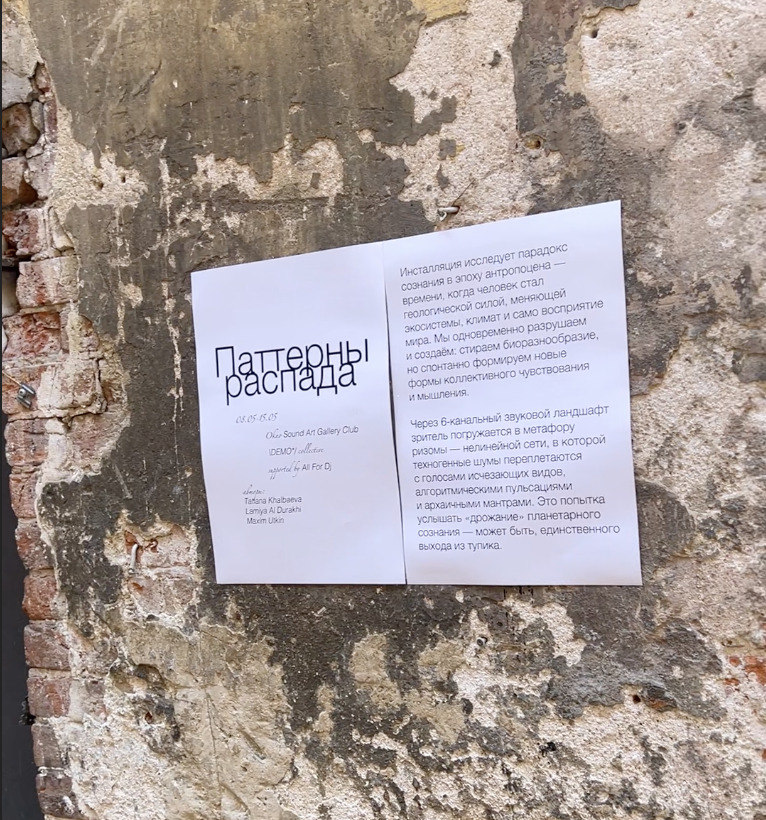 Паттерны
распада
08.05-15.05
Sound Art Gallery Club
\DEMO*\ collective
supported by All For Dj
авторы:
Tatiana Khalbaeva
Lamiya Al Durakhi
Maxim Utkin
Инсталляция исследует парадокс
сознания в эпоху антропоцена —
времени, когда человек стал
геологической силой, меняющей
экосистемы, климат и само восприятие
мира. Мы одновременно разрушаем
и создаём: стираем биоразнообразие,
но спонтанно формируем новые
формы коллективного чувствования
и мышления.
Через 6-канальный звуковой ландшафт
зритель погружается в метафору
ризомы — нелинейной сети, в которой
техногенные шумы переплетаются
с голосами исчезающих видов,
алгоритмическими пульсациями
и архаичными мантрами. Это попытка
услышать «дрожание» планетарного
сознания — может быть, единственного
выхода из тупика.